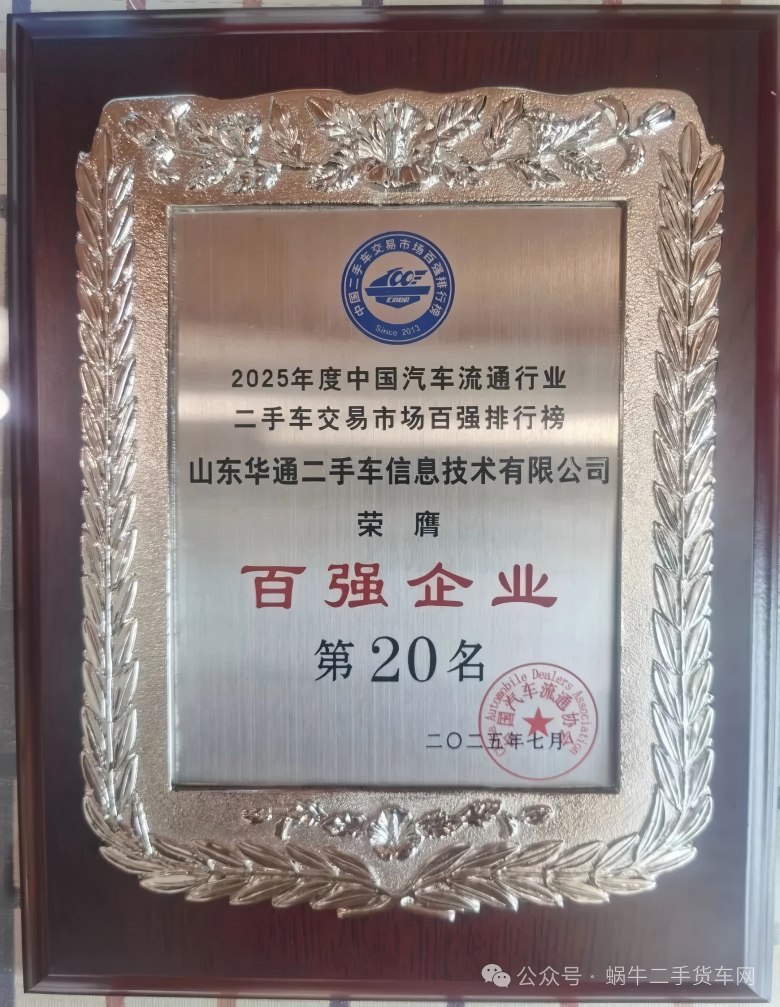 中国二手车交易市场百强排行榜
Since 2013
2025年度中国汽车流通行业
二手车交易市场百强排行榜
山东华通二手车信息技术有限公司
荣 膺
百强企业
第20名
中国汽车流通协会
China Automobile Dealers Association
二〇二五年七月
公众号·蜗牛二手货车网